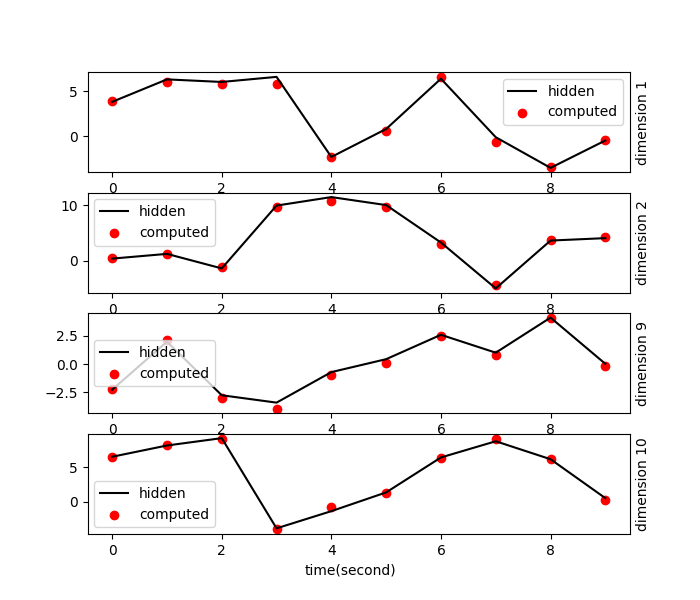 5
0
hidden
computed
dimension 1
0 2 4 6 8
10
0
hidden
computed
dimension 2
0 2 4 6 8
2.5
0.0
−2.5
hidden
computed
dimension 9
0 2 4 6 8
5
0
hidden
computed
dimension 10
0 2 4 6 8
time(second)